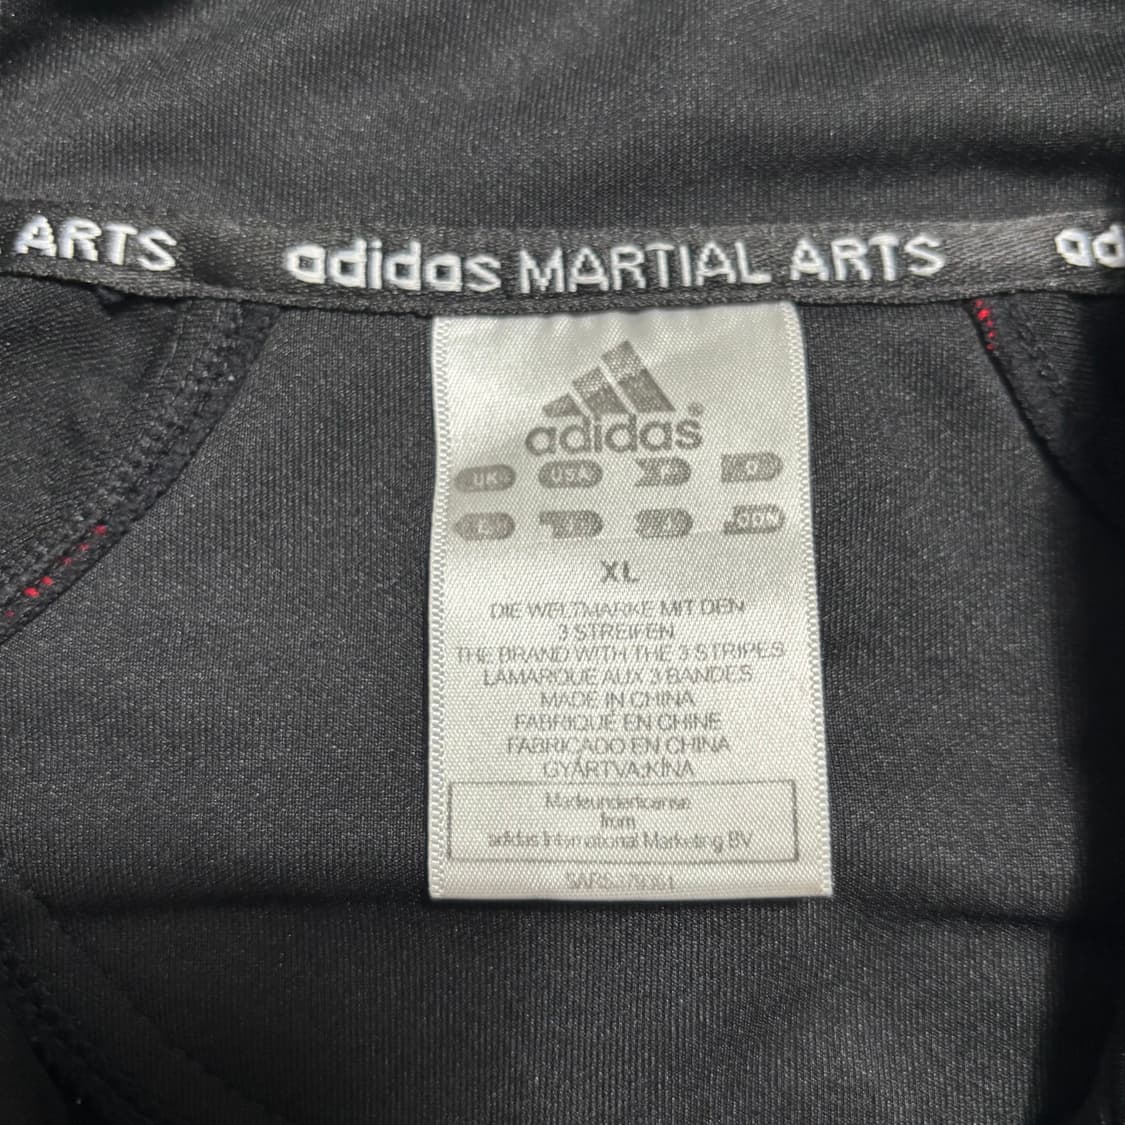 ARTS adidas MARTIAL ARTS ad
adidas®
UK USA F D
XL
DIE WELTMARKE MIT DEN
3 STREIFEN
THE BRAND WITH THE 3 STRIPES
LAMARQUE AUX 3 BANDES
MADE IN CHINA
FABRIQUÉ EN CHINE
FABRICADO EN CHINA
GYÁRTVA:KÍNA
Madeunderlicense
from
adidas International Marketing BV